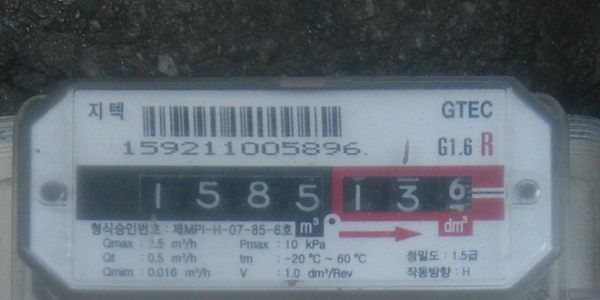 지텍 GTEC
159211005896. G1.6 R
1585 136
형식승인번호 : 제MPI-H-07-85-6호 m³ dm³
Qmax : 2.5 m³/h Pmax : 10 kPa
Qt : 0.5 m³/h tm : -20℃ ~ 60℃ 정밀도 : 1.5급
Qmim : 0.016 m³/h V : 1.0 dm³/Rev 작동방향 : H